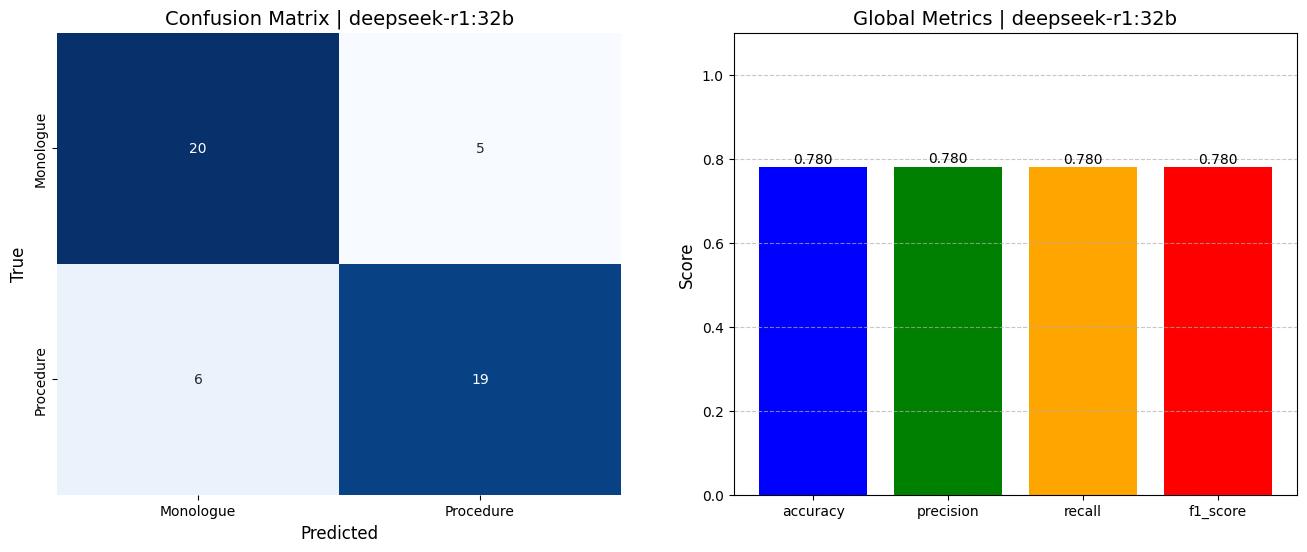 Confusion Matrix | deepseek-r1:32b
True
Monologue
Procedure
20
5
6
19
Monologue
Procedure
Predicted
Global Metrics | deepseek-r1:32b
Score
1.0
0.8
0.6
0.4
0.2
0.0
0.780
0.780
0.780
0.780
accuracy
precision
recall
f1_score